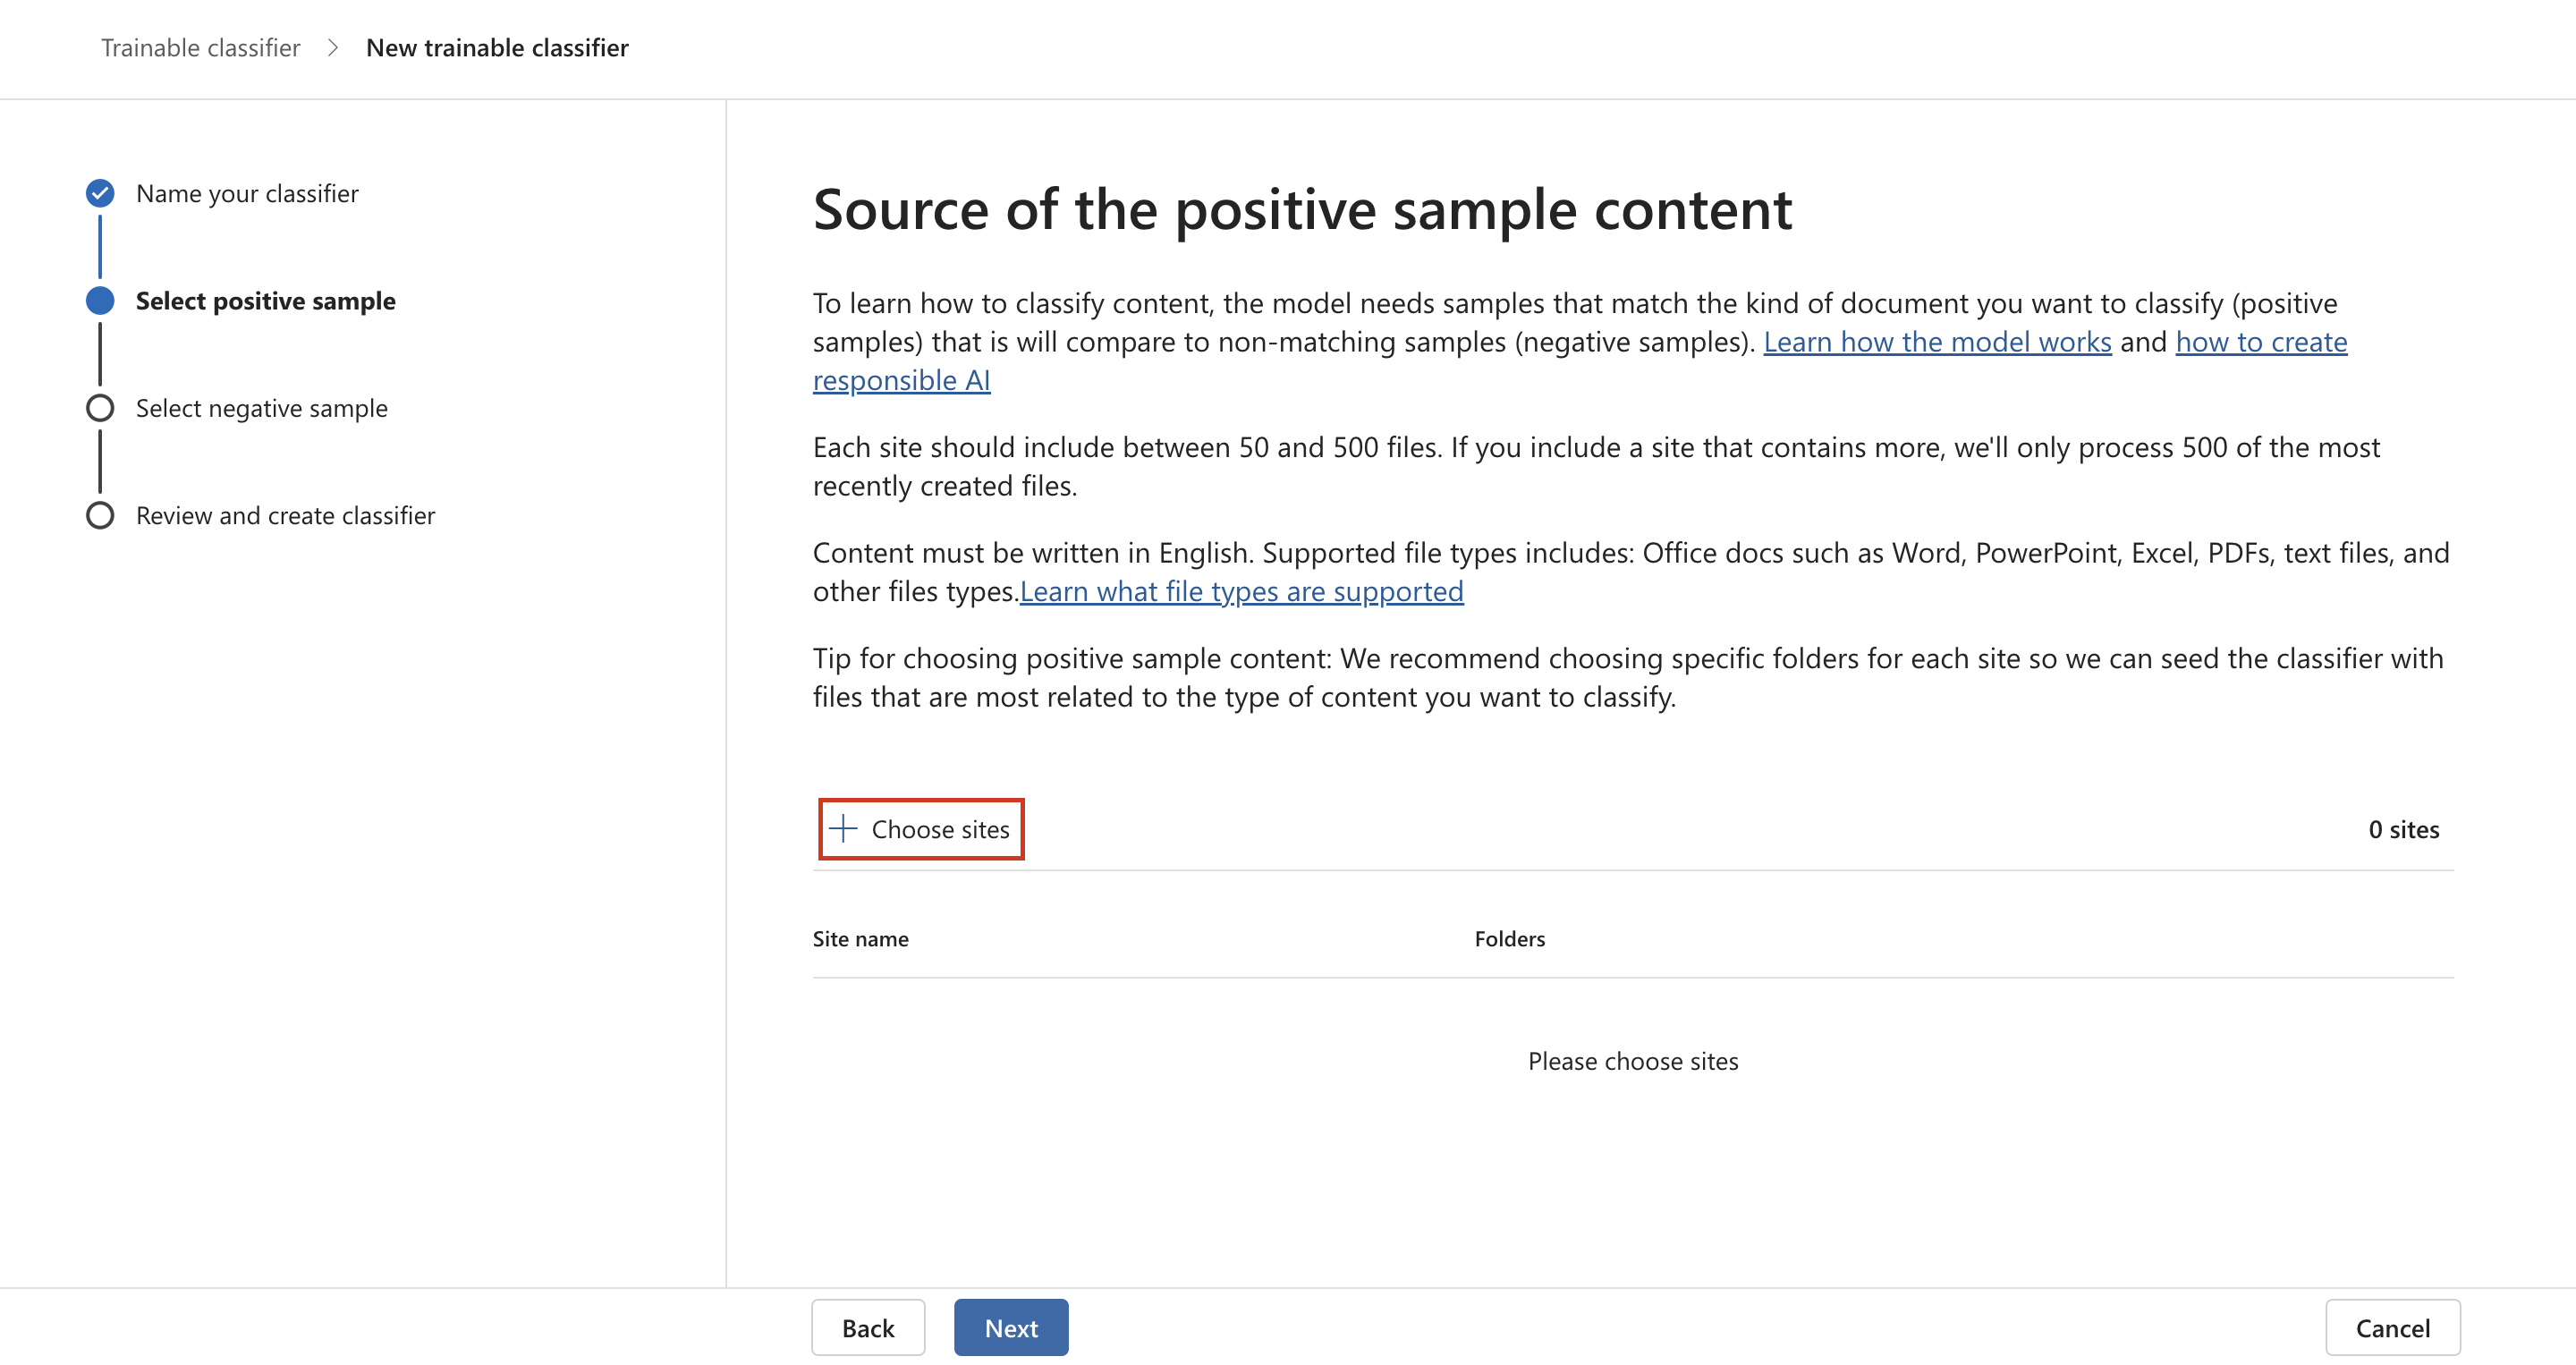 Trainable classifier > New trainable classifier
Name your classifier
Select positive sample
Select negative sample
Review and create classifier
Source of the positive sample content
To learn how to classify content, the model needs samples that match the kind of document you want to classify (positive
samples) that is will compare to non-matching samples (negative samples). Learn how the model works and how to create
responsible AI
Each site should include between 50 and 500 files. If you include a site that contains more, we'll only process 500 of the most
recently created files.
Content must be written in English. Supported file types includes: Office docs such as Word, PowerPoint, Excel, PDFs, text files, and
other files types.Learn what file types are supported
Tip for choosing positive sample content: We recommend choosing specific folders for each site so we can seed the classifier with
files that are most related to the type of content you want to classify.
+ Choose sites
0 sites
Site name
Folders
Please choose sites
Back
Next
Cancel